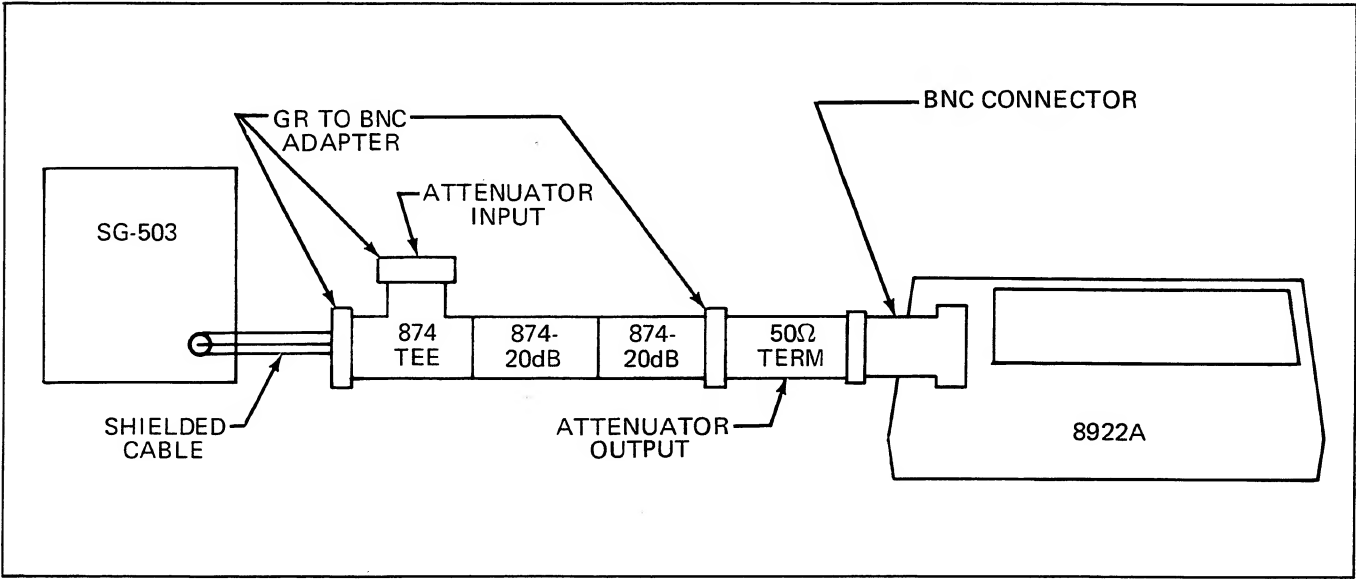 GR TO BNC
ADAPTER
BNC CONNECTOR
ATTENUATOR
INPUT
SG-503
874
TEE
874-
20dB
874-
20dB
50Ω
TERM
SHIELDED
CABLE
ATTENUATOR
OUTPUT
8922A